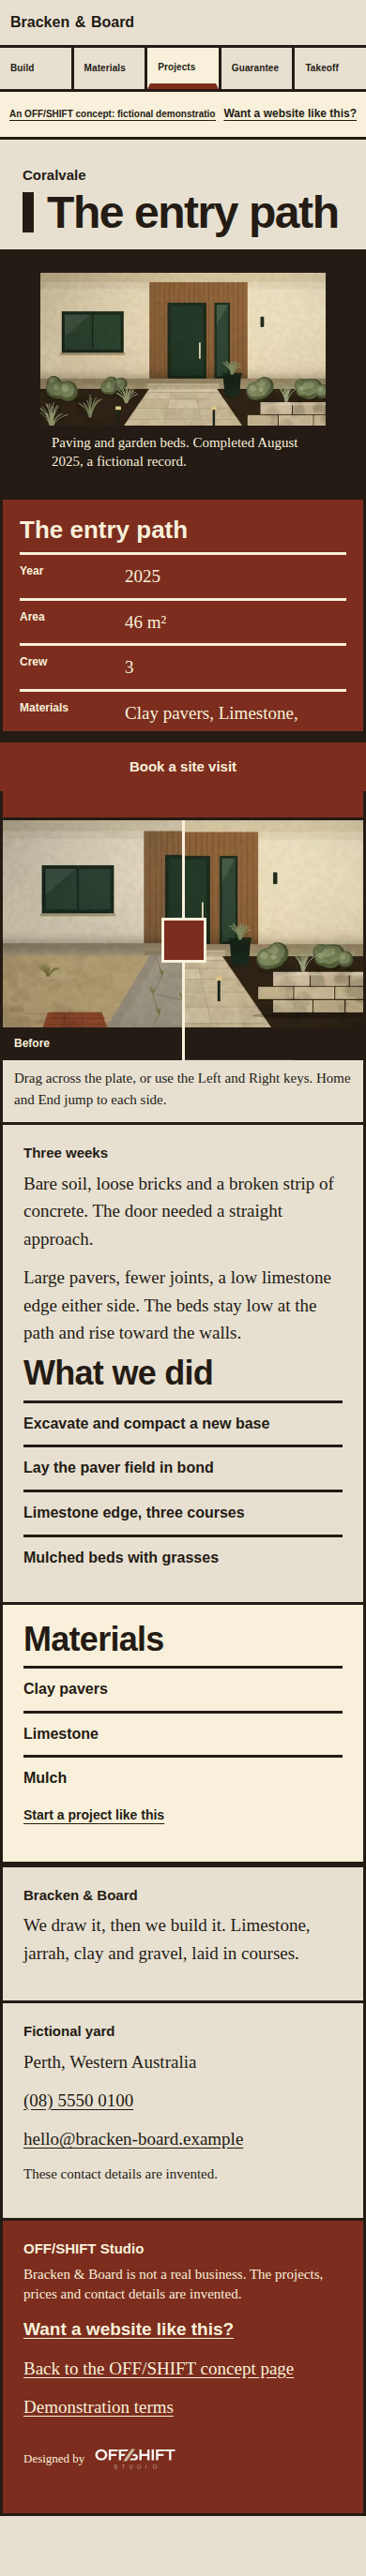 Bracken & Board
Build
Materials
Projects
Guarantee
Takeoff
An OFF/SHIFT concept: fictional demonstratio
Want a website like this?
Coralvale
The entry path
Paving and garden beds. Completed August
2025, a fictional record.
The entry path
Year
2025
Area
46 m²
Crew
3
Materials
Clay pavers, Limestone,
Book a site visit
Before
Drag across the plate, or use the Left and Right keys. Home
and End jump to each side.
Three weeks
Bare soil, loose bricks and a broken strip of
concrete. The door needed a straight
approach.
Large pavers, fewer joints, a low limestone
edge either side. The beds stay low at the
path and rise toward the walls.
What we did
Excavate and compact a new base
Lay the paver field in bond
Limestone edge, three courses
Mulched beds with grasses
Materials
Clay pavers
Limestone
Mulch
Start a project like this
Bracken & Board
We draw it, then we build it. Limestone,
jarrah, clay and gravel, laid in courses.
Fictional yard
Perth, Western Australia
(08) 5550 0100
hello@bracken-board.example
These contact details are invented.
OFF/SHIFT Studio
Bracken & Board is not a real business. The projects,
prices and contact details are invented.
Want a website like this?
Back to the OFF/SHIFT concept page
Demonstration terms
Designed by OFF/SHIFT
STUDIO